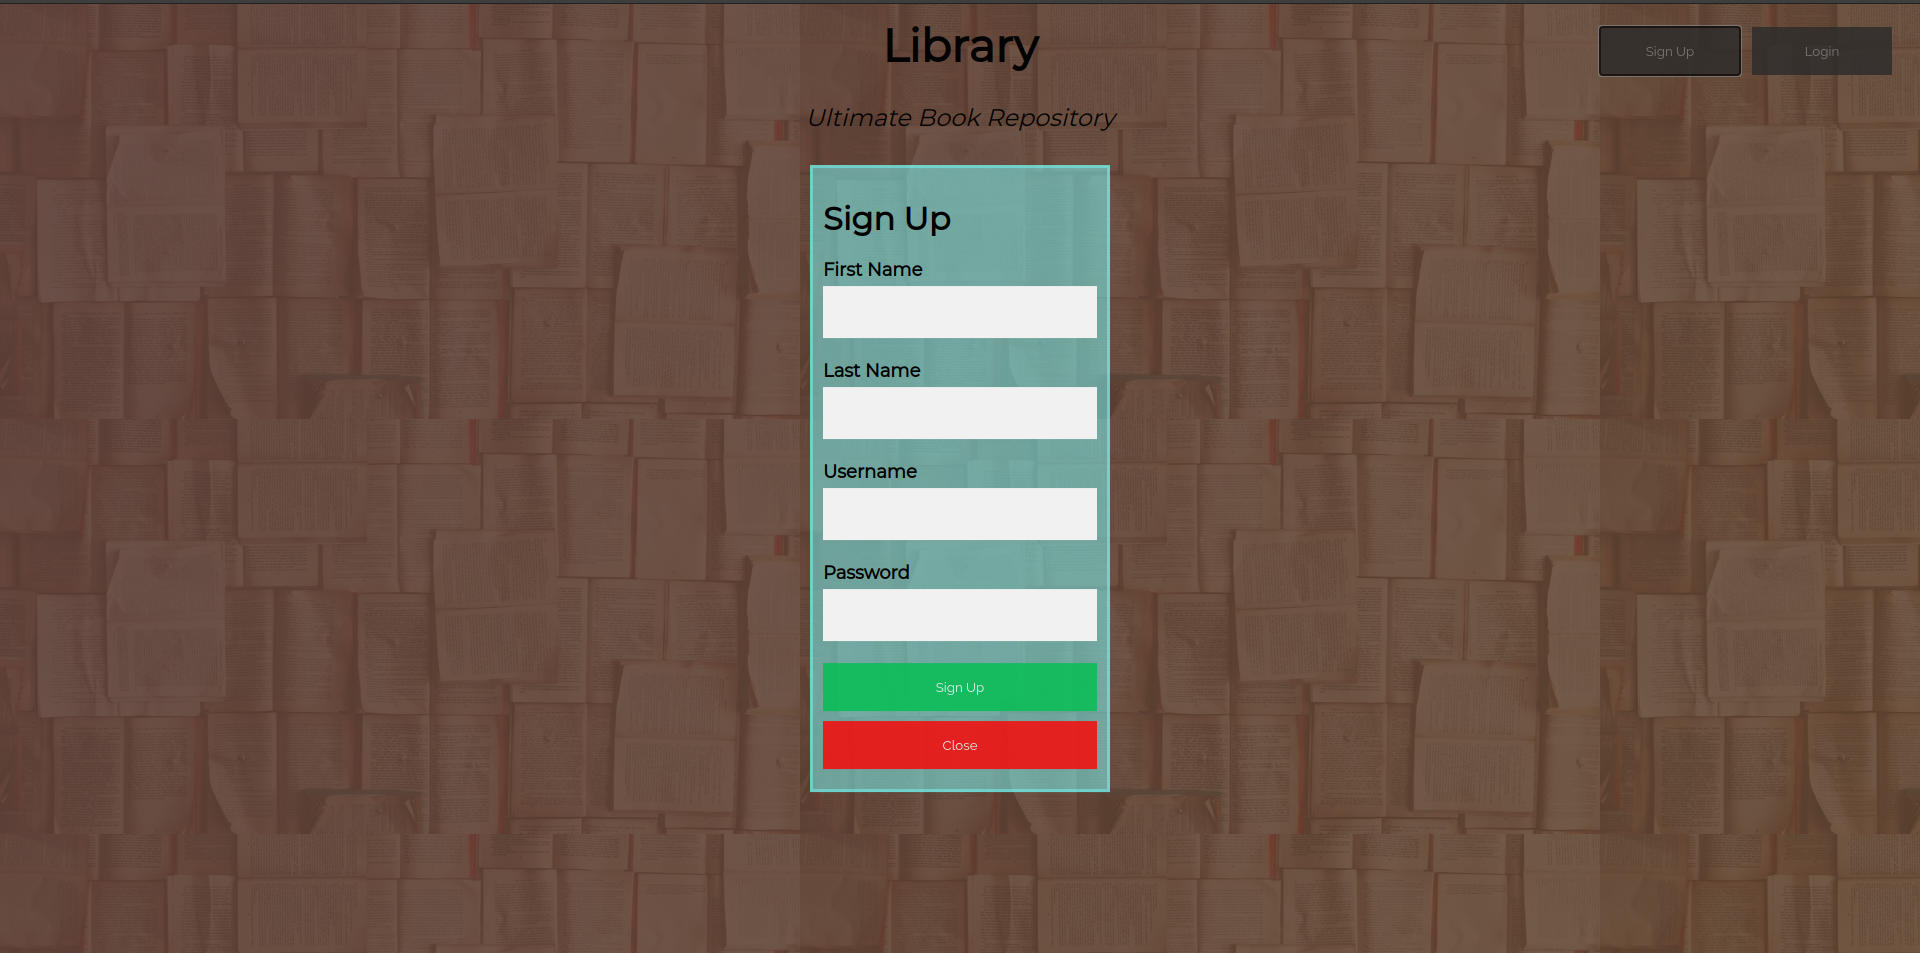 Library
Sign Up
Login
Ultimate Book Repository
Sign Up
First Name
Last Name
Username
Password
Sign Up
Close